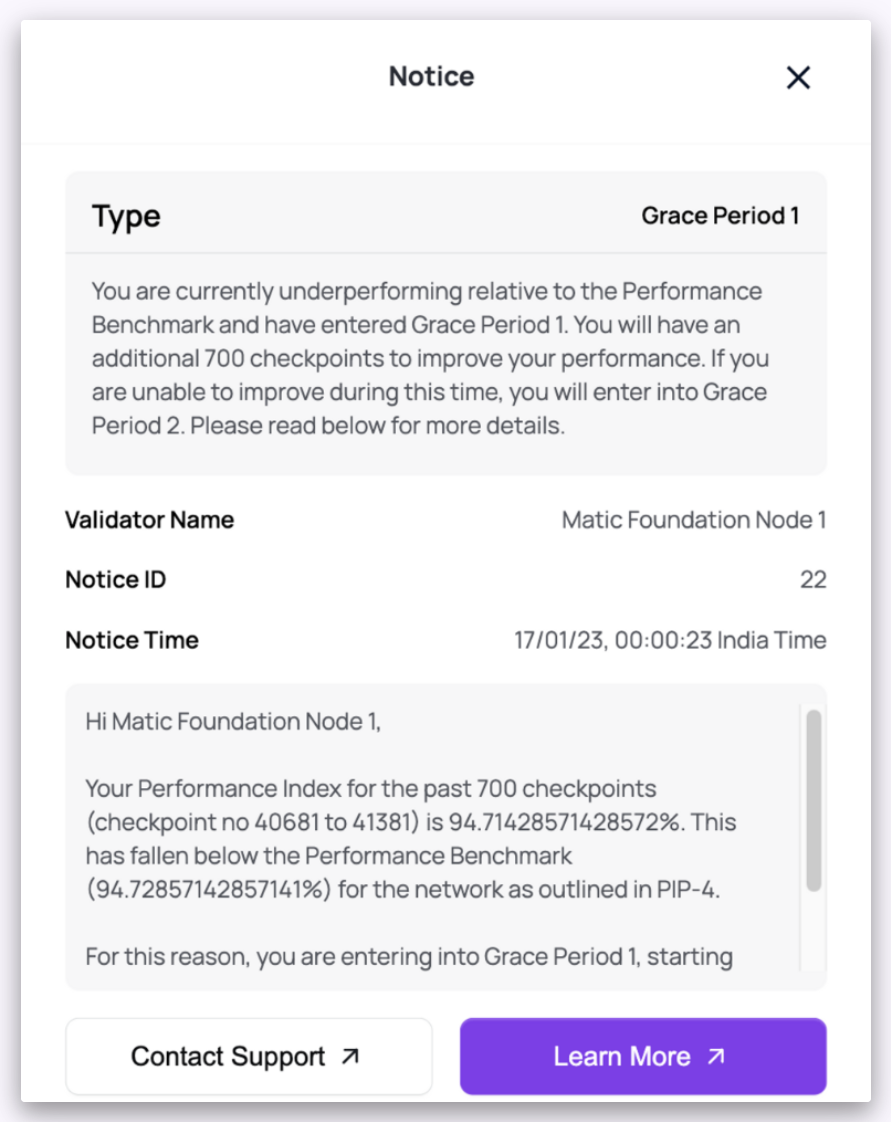 Notice
Type
Grace Period 1
You are currently underperforming relative to the Performance
Benchmark and have entered Grace Period 1. You will have an
additional 700 checkpoints to improve your performance. If you
are unable to improve during this time, you will enter into Grace
Period 2. Please read below for more details.
Validator Name
Matic Foundation Node 1
Notice ID
22
Notice Time
17/01/23, 00:00:23 India Time
Hi Matic Foundation Node 1,
Your Performance Index for the past 700 checkpoints
(checkpoint no 40681 to 41381) is 94.71428571428572%. This
has fallen below the Performance Benchmark
(94.72857142857141%) for the network as outlined in PIP-4.
For this reason, you are entering into Grace Period 1, starting
Contact Support
Learn More